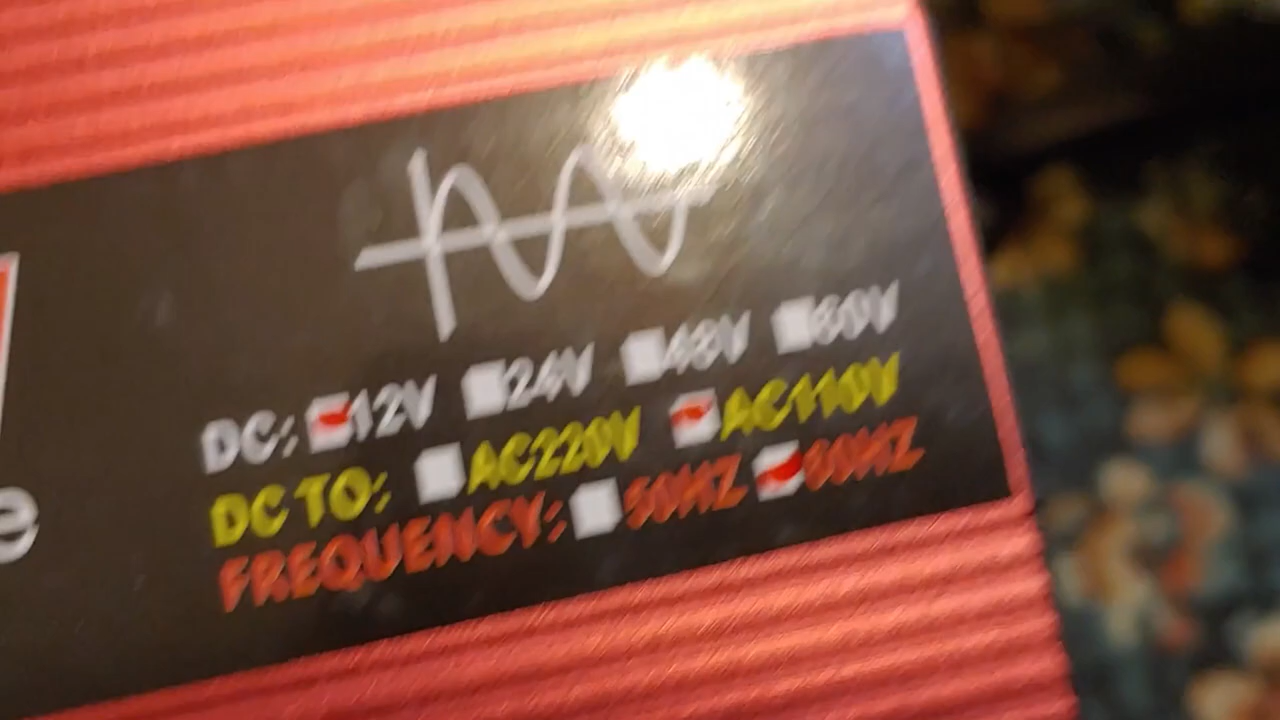 DC: 12V 24V 48V 60V
DC TO: AC220V AC110V
FREQUENCY: 50HZ 60HZ
e